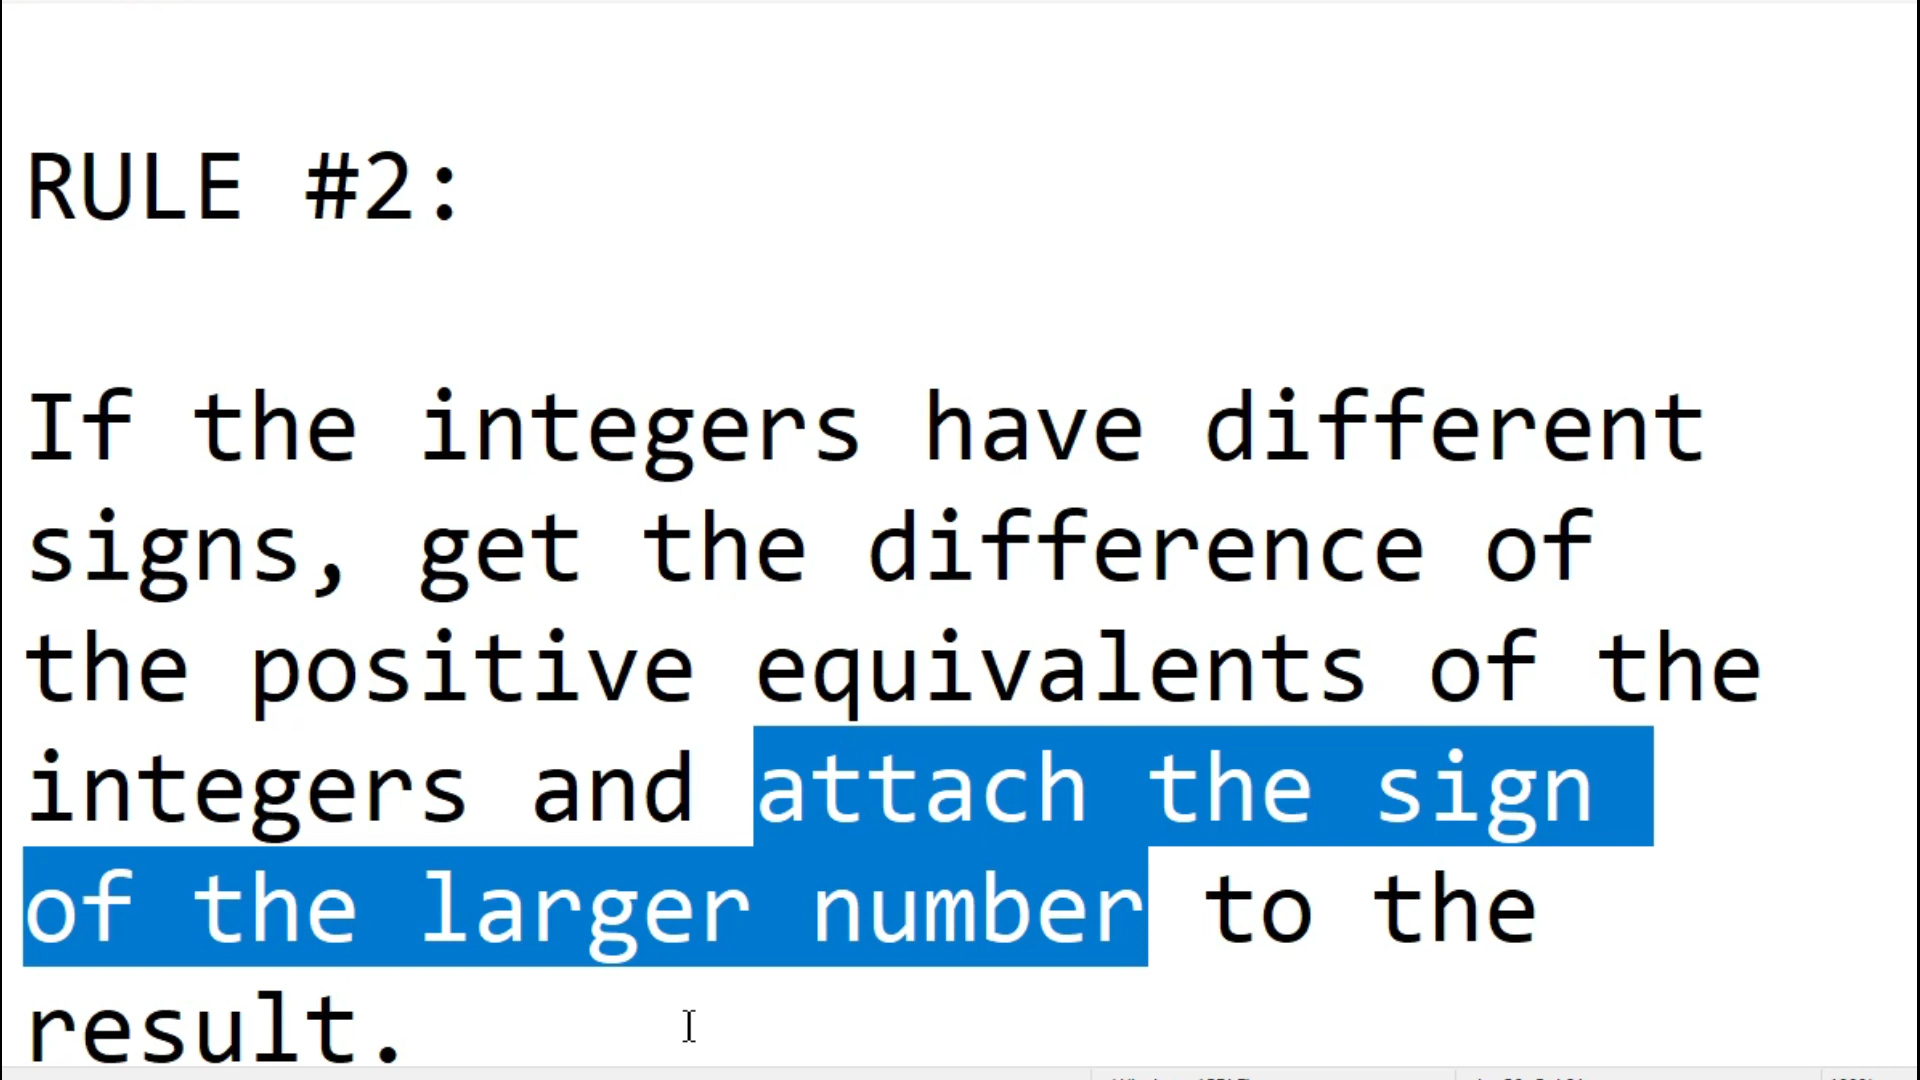 RULE #2:
If the integers have different
signs, get the difference of
the positive equivalents of the
integers and attach the sign
of the larger number to the
result.